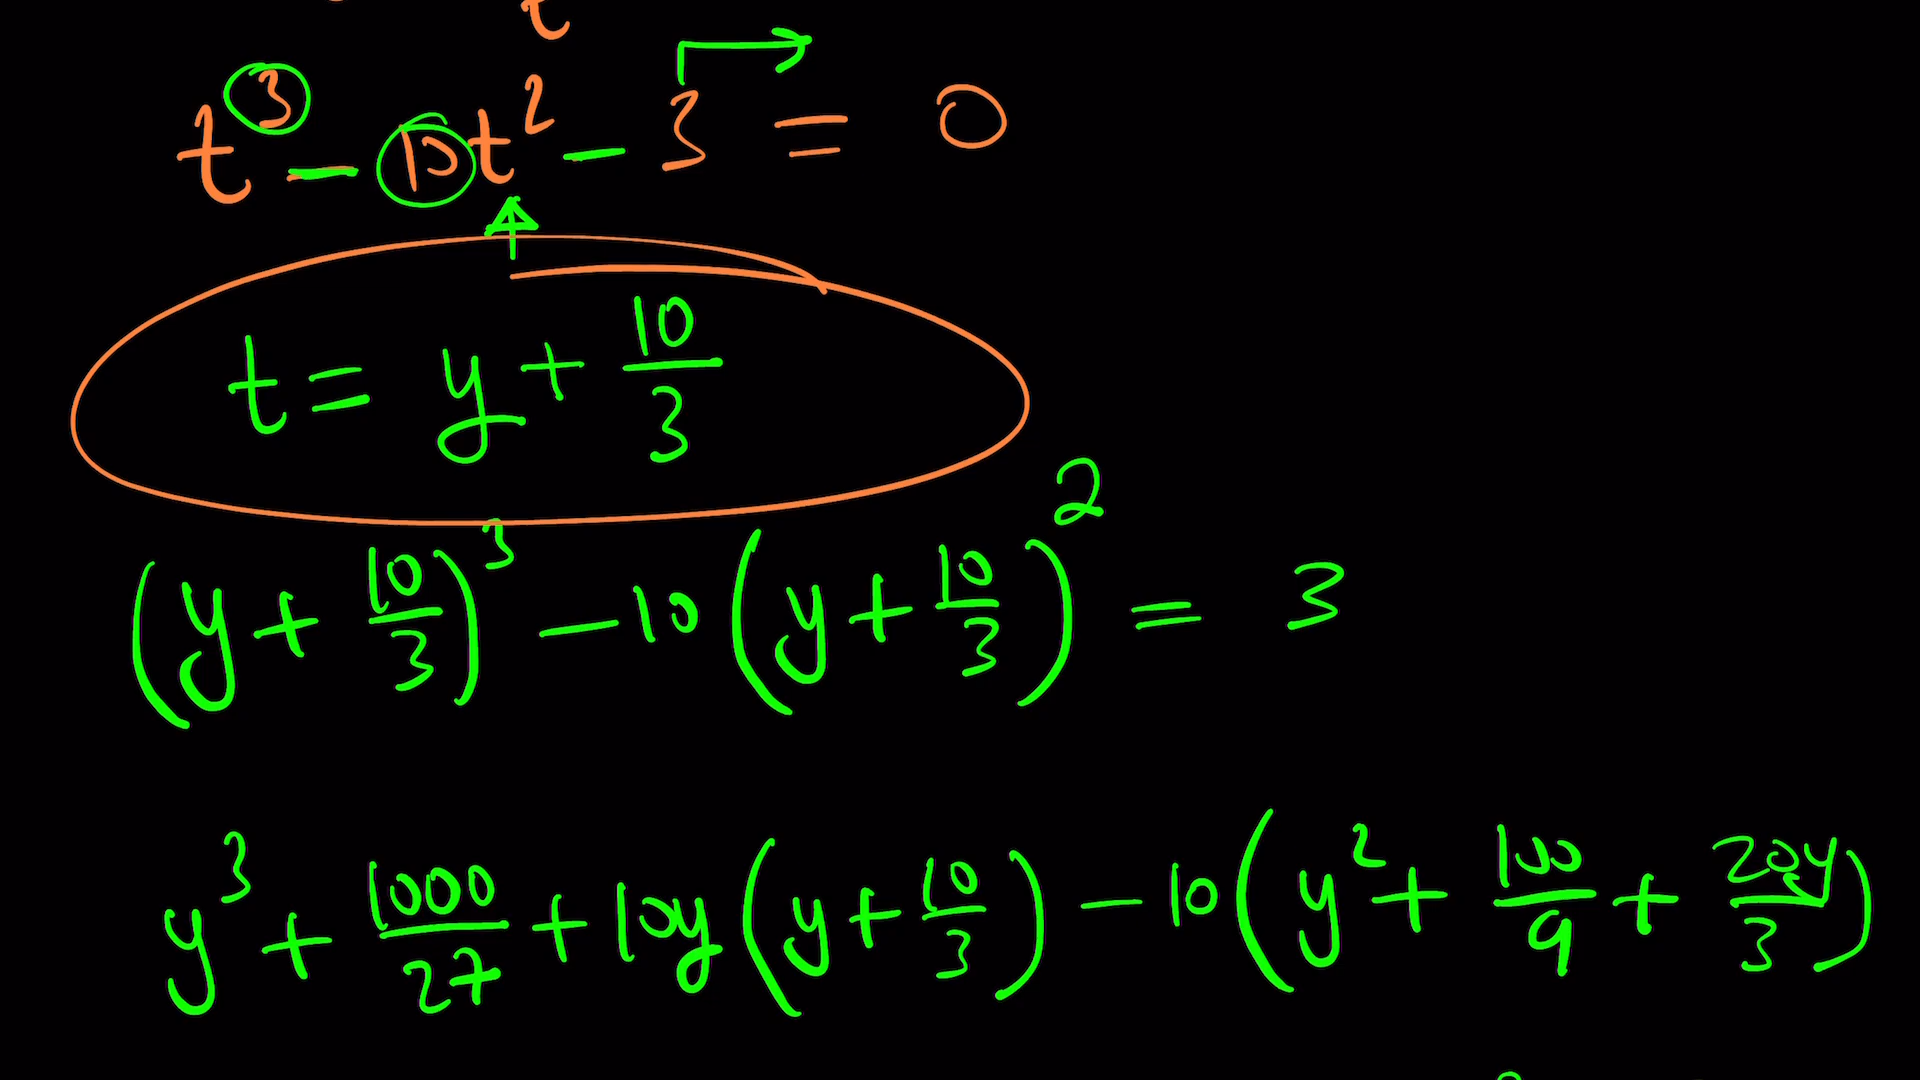 t
t³ - 10t² - 3 = 0
t = y + 10/3
(y + 10/3)³ - 10(y + 10/3)² = 3
y³ + 1000/27 + 10y(y + 10/3) - 10(y² + 100/9 + 20y/3)